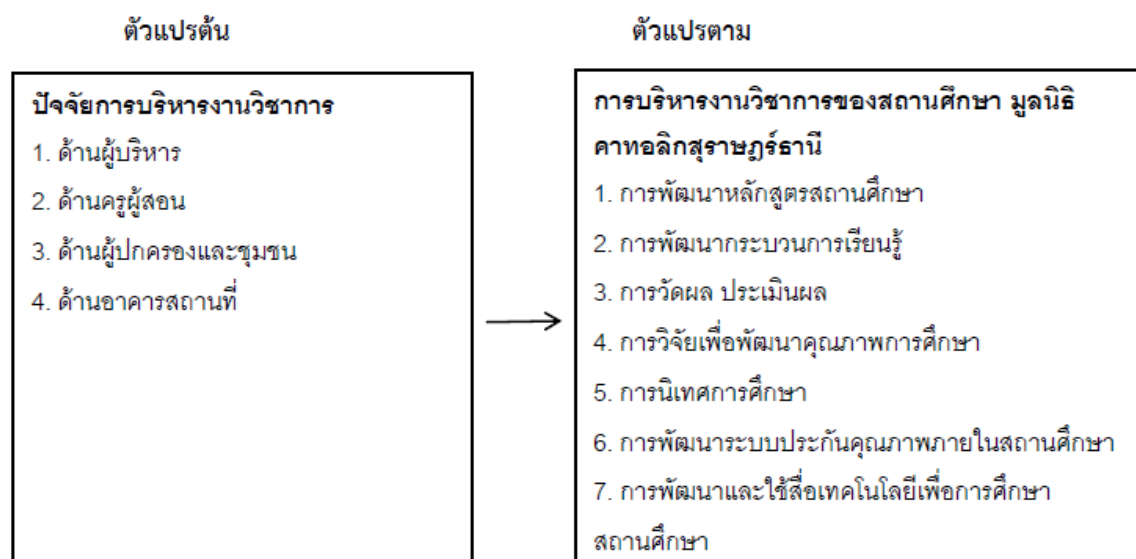 ตัวแปรต้น
ตัวแปรตาม
ปัจจัยการบริหารงานวิชาการ
1. ด้านผู้บริหาร
2. ด้านครูผู้สอน
3. ด้านผู้ปกครองและชุมชน
4. ด้านอาคารสถานที่
การบริหารงานวิชาการของสถานศึกษา มูลนิธิ
คาทอลิกสุราษฎร์ธานี
1. การพัฒนาหลักสูตรสถานศึกษา
2. การพัฒนากระบวนการเรียนรู้
3. การวัดผล ประเมินผล
4. การวิจัยเพื่อพัฒนาคุณภาพการศึกษา
5. การนิเทศการศึกษา
6. การพัฒนาระบบประกันคุณภาพภายในสถานศึกษา
7. การพัฒนาและใช้สื่อเทคโนโลยีเพื่อการศึกษา
สถานศึกษา